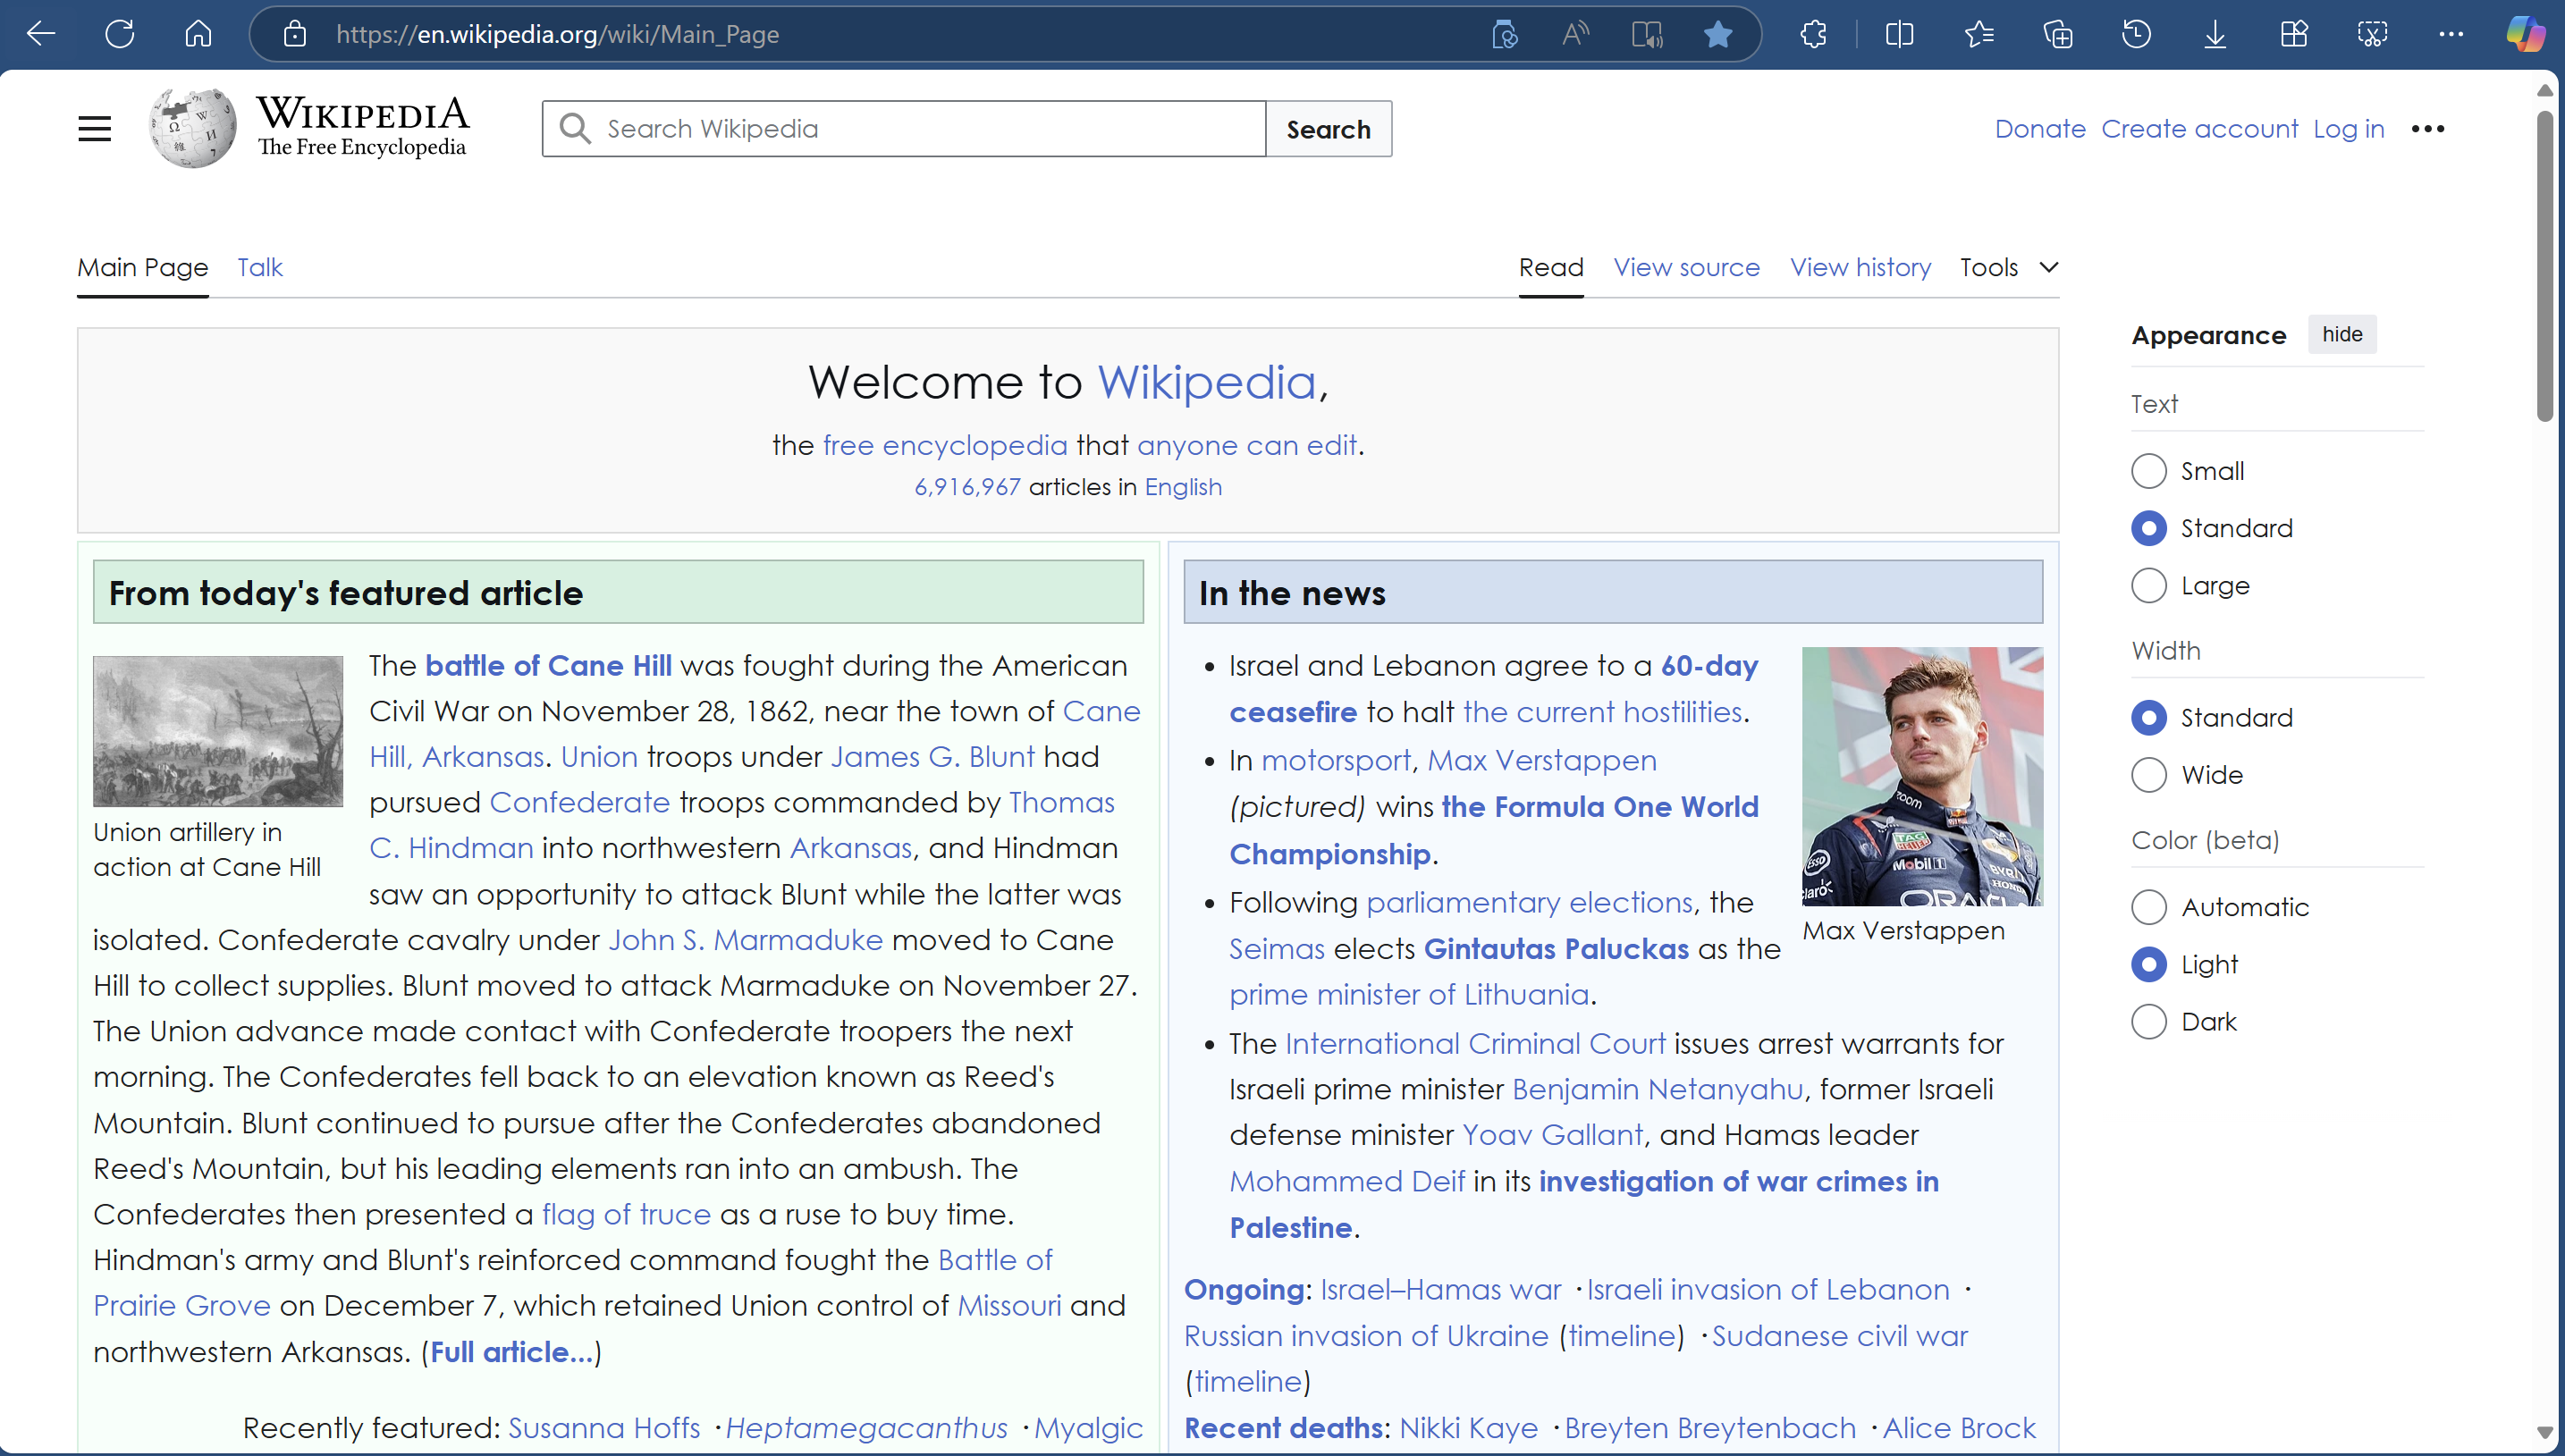 https://en.wikipedia.org/wiki/Main_Page
WIKIPEDIA
The Free Encyclopedia
Search Wikipedia
Search
Donate Create account Log in
Main Page Talk
Read View source View history Tools
Welcome to Wikipedia,
the free encyclopedia that anyone can edit.
6,916,967 articles in English
From today's featured article
Union artillery in
action at Cane Hill
The battle of Cane Hill was fought during the American
Civil War on November 28, 1862, near the town of Cane
Hill, Arkansas. Union troops under James G. Blunt had
pursued Confederate troops commanded by Thomas
C. Hindman into northwestern Arkansas, and Hindman
saw an opportunity to attack Blunt while the latter was
isolated. Confederate cavalry under John S. Marmaduke moved to Cane
Hill to collect supplies. Blunt moved to attack Marmaduke on November 27.
The Union advance made contact with Confederate troopers the next
morning. The Confederates fell back to an elevation known as Reed's
Mountain. Blunt continued to pursue after the Confederates abandoned
Reed's Mountain, but his leading elements ran into an ambush. The
Confederates then presented a flag of truce as a ruse to buy time.
Hindman's army and Blunt's reinforced command fought the Battle of
Prairie Grove on December 7, which retained Union control of Missouri and
northwestern Arkansas. (Full article...)
Recently featured: Susanna Hoffs · Heptamegacanthus · Myalgic
In the news
• Israel and Lebanon agree to a 60-day
ceasefire to halt the current hostilities.
• In motorsport, Max Verstappen
(pictured) wins the Formula One World
Championship.
• Following parliamentary elections, the
Seimas elects Gintautas Paluckas as the
prime minister of Lithuania.
• The International Criminal Court issues arrest warrants for
Israeli prime minister Benjamin Netanyahu, former Israeli
defense minister Yoav Gallant, and Hamas leader
Mohammed Deif in its investigation of war crimes in
Palestine.
zoom
TAG
HEUER
Esso
Mobil 1
BYBIT
HONDA
claro
ORACLE
Max Verstappen
Ongoing: Israel–Hamas war · Israeli invasion of Lebanon ·
Russian invasion of Ukraine (timeline) · Sudanese civil war
(timeline)
Recent deaths: Nikki Kaye · Breyten Breytenbach · Alice Brock
Appearance hide
Text
Small
Standard
Large
Width
Standard
Wide
Color (beta)
Automatic
Light
Dark